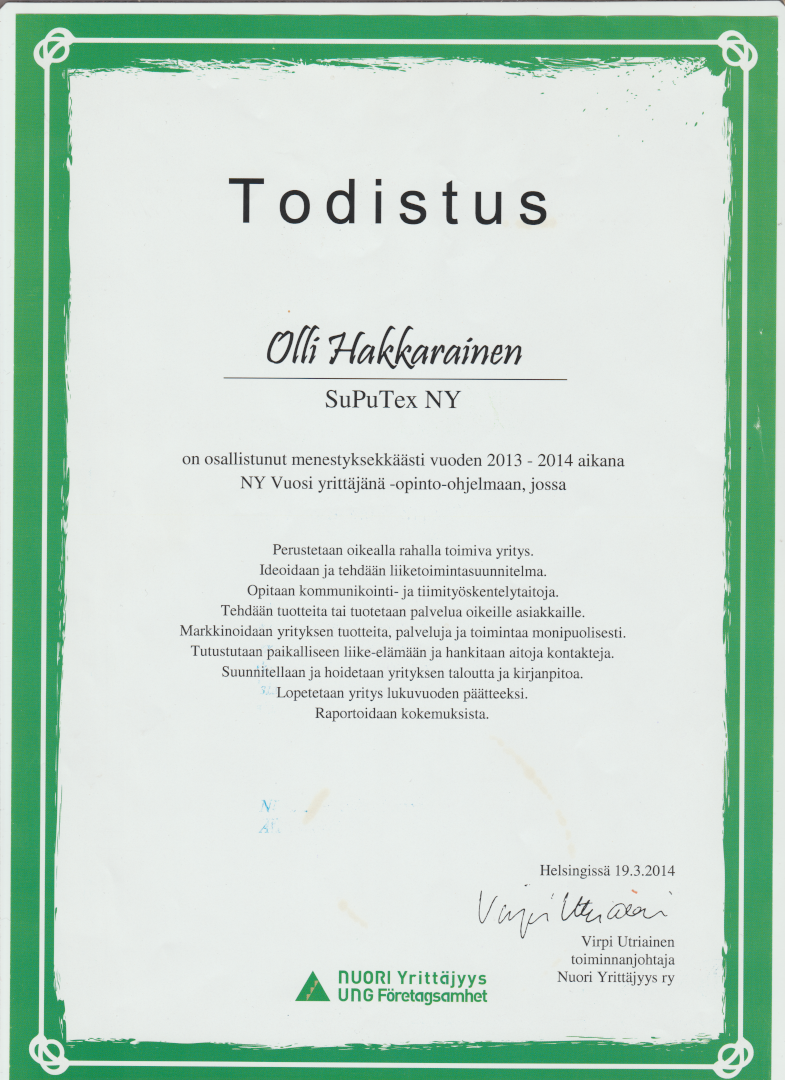 Todistus
Olli Hakkarainen
SuPuTex NY
on osallistunut menestyksekkäästi vuoden 2013 - 2014 aikana
NY Vuosi yrittäjänä -opinto-ohjelmaan, jossa
Perustetaan oikealla rahalla toimiva yritys.
Ideoidaan ja tehdään liiketoimintasuunnitelma.
Opitaan kommunikointi- ja tiimityöskentelytaitoja.
Tehdään tuotteita tai tuotetaan palvelua oikeille asiakkaille.
Markkinoidaan yrityksen tuotteita, palveluja ja toimintaa monipuolisesti.
Tutustutaan paikalliseen liike-elämään ja hankitaan aitoja kontakteja.
Suunnitellaan ja hoidetaan yrityksen taloutta ja kirjanpitoa.
Lopetetaan yritys lukuvuoden päätteeksi.
Raportoidaan kokemuksista.
Helsingissä 19.3.2014
Virpi Utriainen
Virpi Utriainen
toiminnanjohtaja
Nuori Yrittäjyys ry
NUORI Yrittäjyys
UNG Företagsamhet